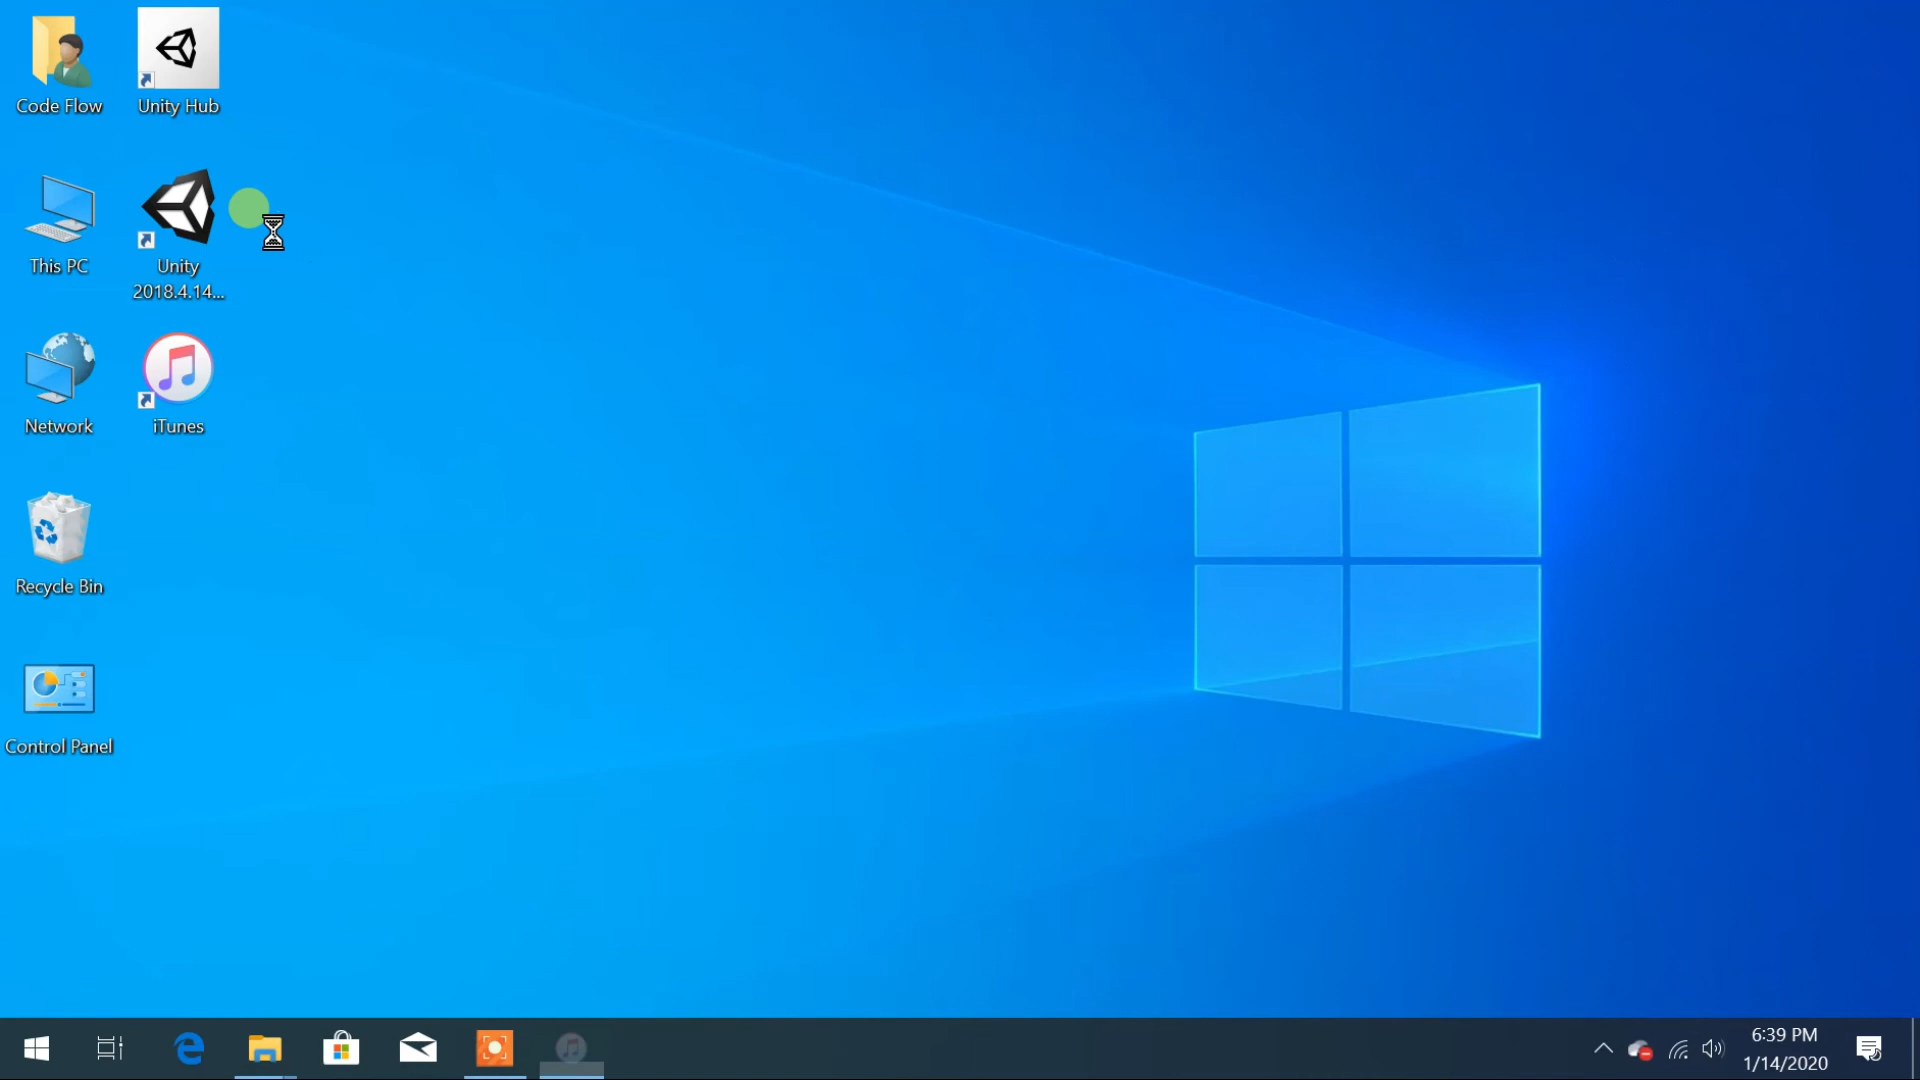 Code Flow
Unity Hub
This PC
Unity
2018.4.14...
Network
iTunes
Recycle Bin
Control Panel
6:39 PM
1/14/2020